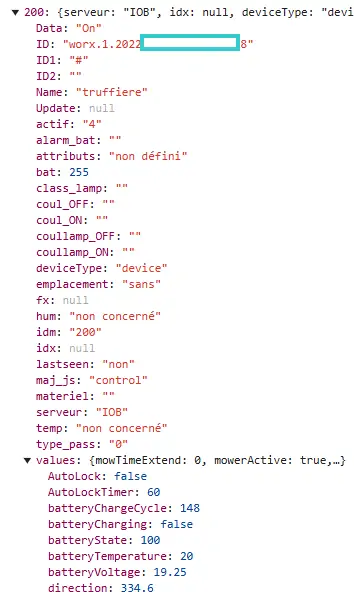 ▼ 200: {serveur: "IOB", idx: null, deviceType: "devi
Data: "On"
ID: "worx.1.2022 8"
ID1: "#"
ID2: ""
Name: "truffiere"
Update: null
actif: "4"
alarm_bat: ""
attributs: "non défini"
bat: 255
class_lamp: ""
coul_OFF: ""
coul_ON: ""
coullamp_OFF: ""
coullamp_ON: ""
deviceType: "device"
emplacement: "sans"
fx: null
hum: "non concerné"
idm: "200"
idx: null
lastseen: "non"
maj_js: "control"
materiel: ""
serveur: "IOB"
temp: "non concerné"
type_pass: "0"
▼ values: {mowTimeExtend: 0, mowerActive: true,…}
AutoLock: false
AutoLockTimer: 60
batteryChargeCycle: 148
batteryCharging: false
batteryState: 100
batteryTemperature: 20
batteryVoltage: 19.25
direction: 334.6